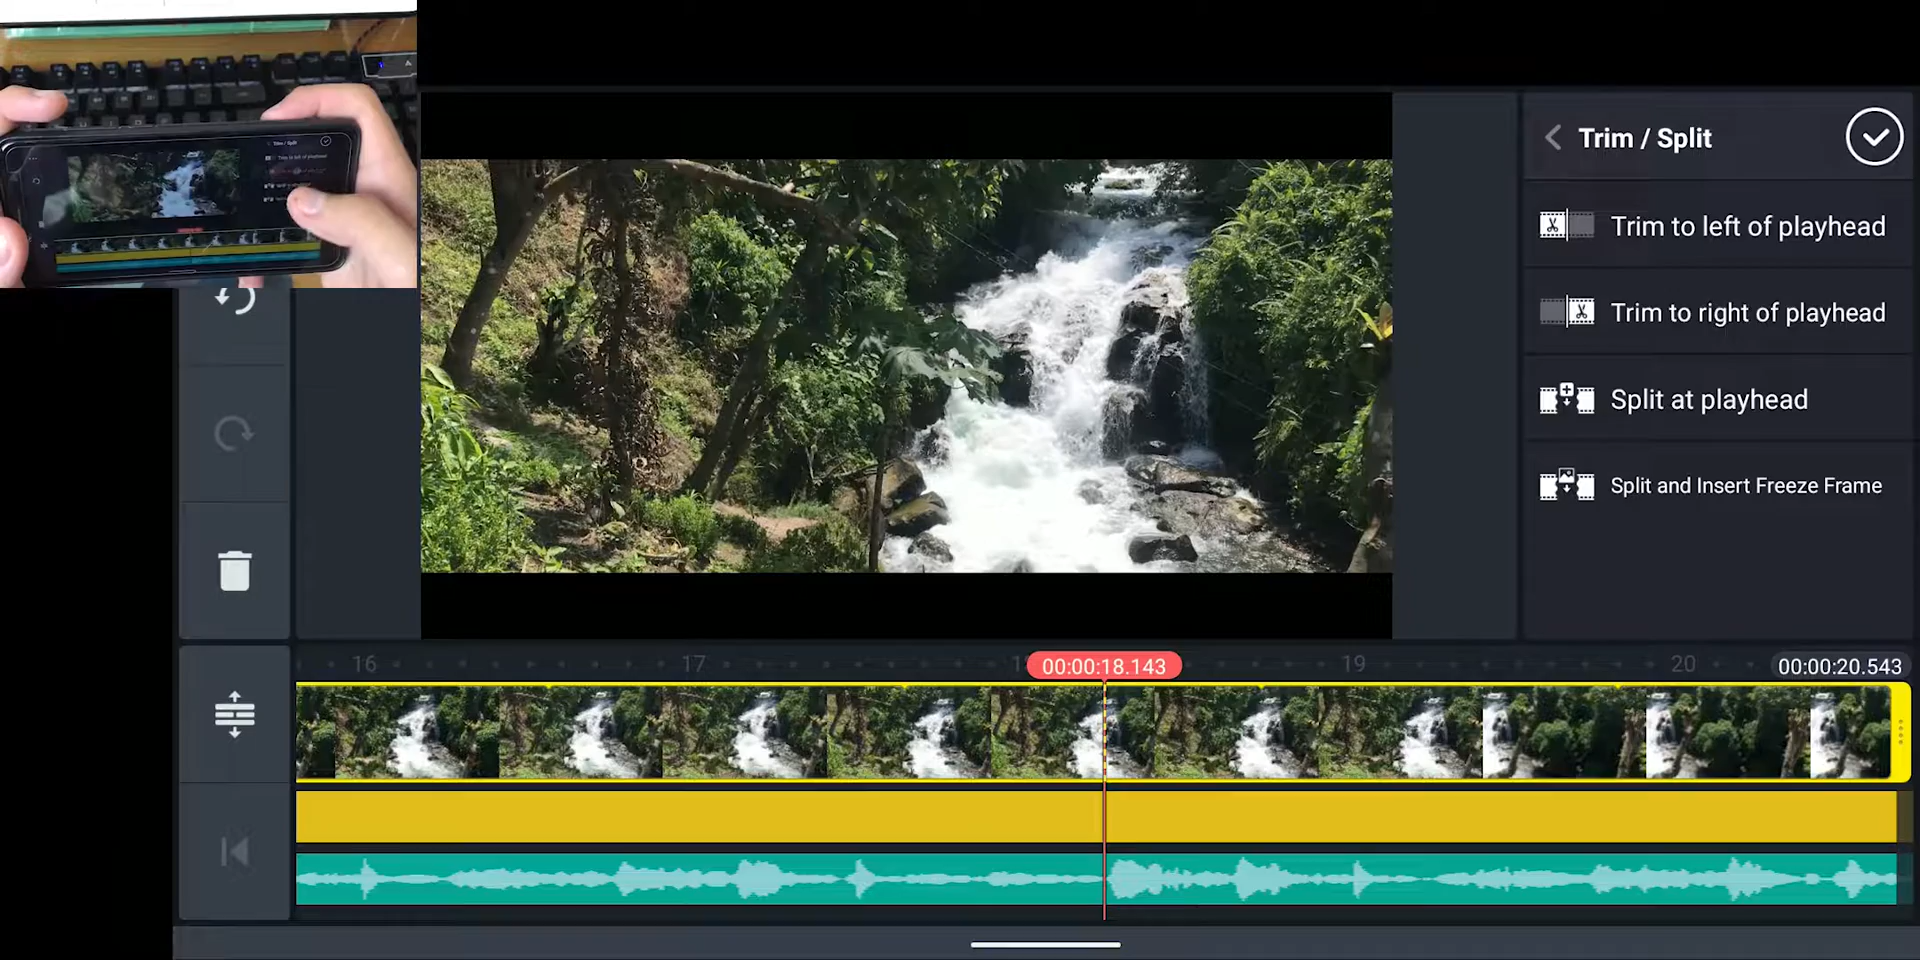 Trim / Split
Trim to left of playhead
Trim to right of playhead
Split at playhead
Split and Insert Freeze Frame
16
17
00:00:18.143
19
20
00:00:20.543